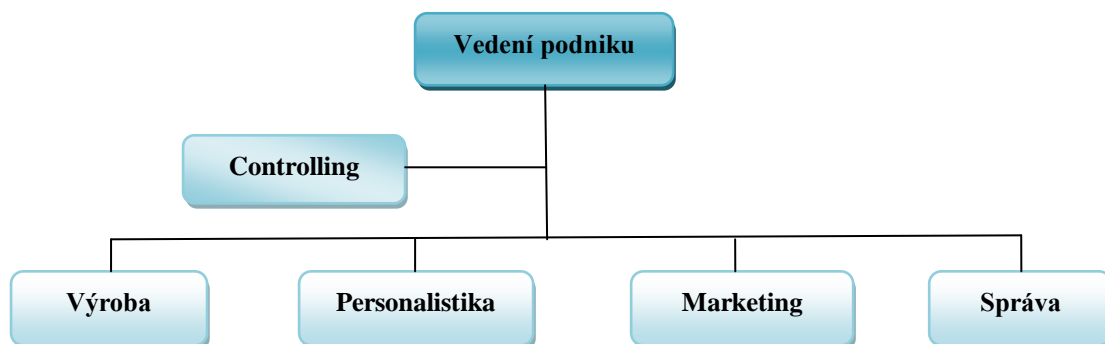 Vedení podniku
Controlling
Výroba
Personalistika
Marketing
Správa